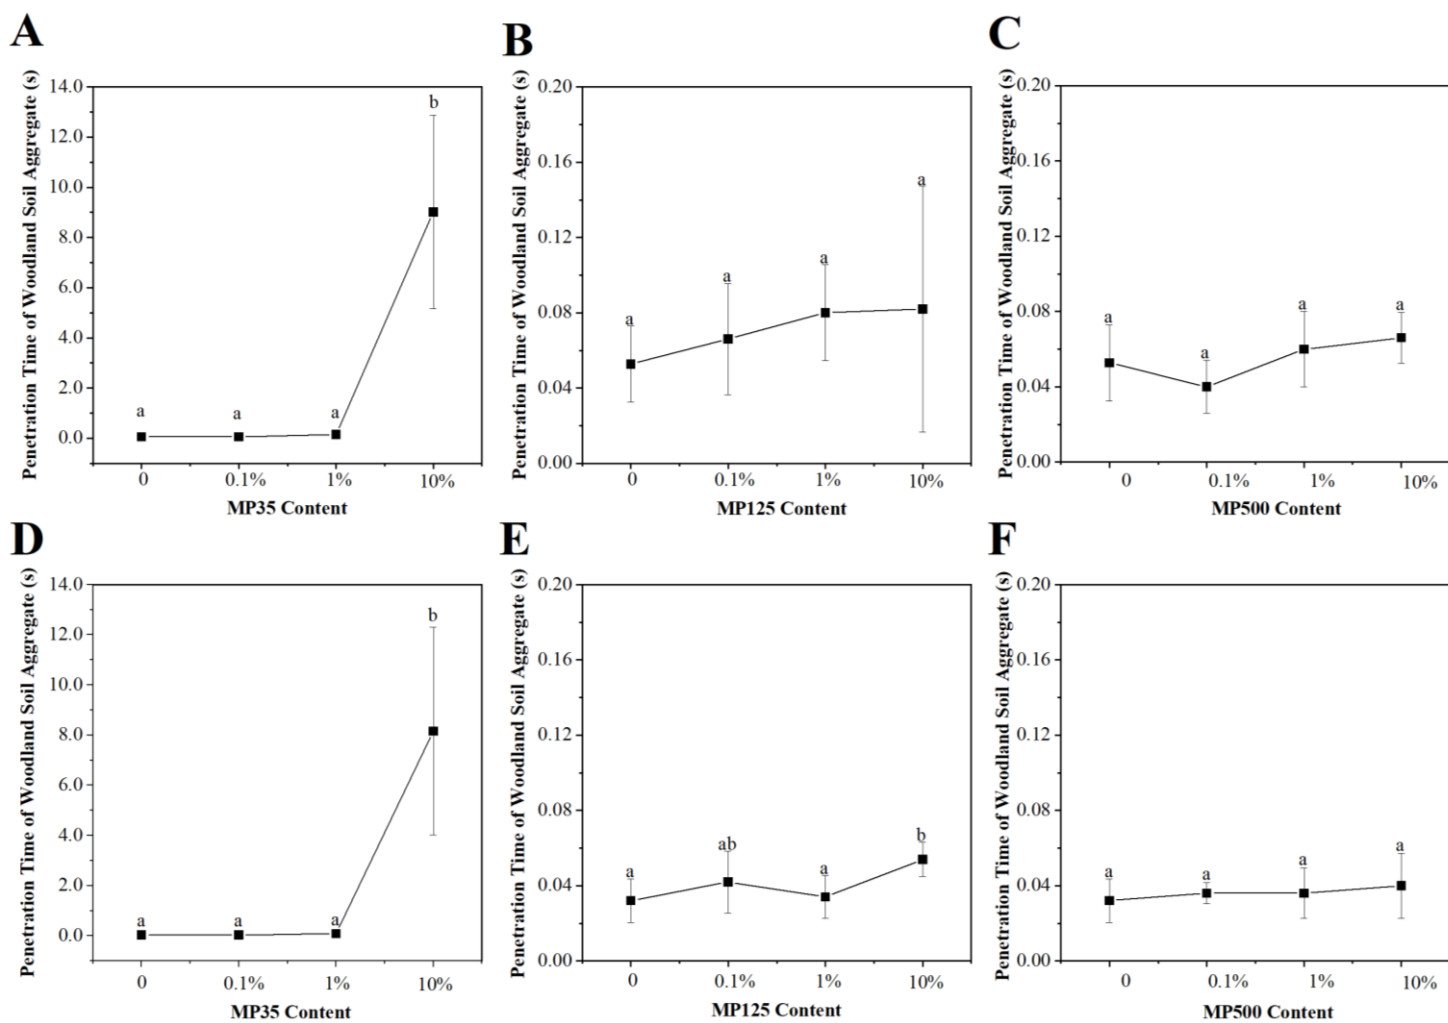 A
Penetration Time of Woodland Soil Aggregate (s)
14.0
12.0
10.0
8.0
6.0
4.0
2.0
0.0
a
a
a
b
0 0.1% 1% 10%
MP35 Content
B
Penetration Time of Woodland Soil Aggregate (s)
0.20
0.16
0.12
0.08
0.04
0.00
a
a
a
a
0 0.1% 1% 10%
MP125 Content
C
Penetration Time of Woodland Soil Aggregate (s)
0.20
0.16
0.12
0.08
0.04
0.00
a
a
a
a
0 0.1% 1% 10%
MP500 Content
D
Penetration Time of Woodland Soil Aggregate (s)
14.0
12.0
10.0
8.0
6.0
4.0
2.0
0.0
a
a
a
b
0 0.1% 1% 10%
MP35 Content
E
Penetration Time of Woodland Soil Aggregate (s)
0.20
0.16
0.12
0.08
0.04
0.00
a
ab
a
b
0 0.1% 1% 10%
MP125 Content
F
Penetration Time of Woodland Soil Aggregate (s)
0.20
0.16
0.12
0.08
0.04
0.00
a
a
a
a
0 0.1% 1% 10%
MP500 Content